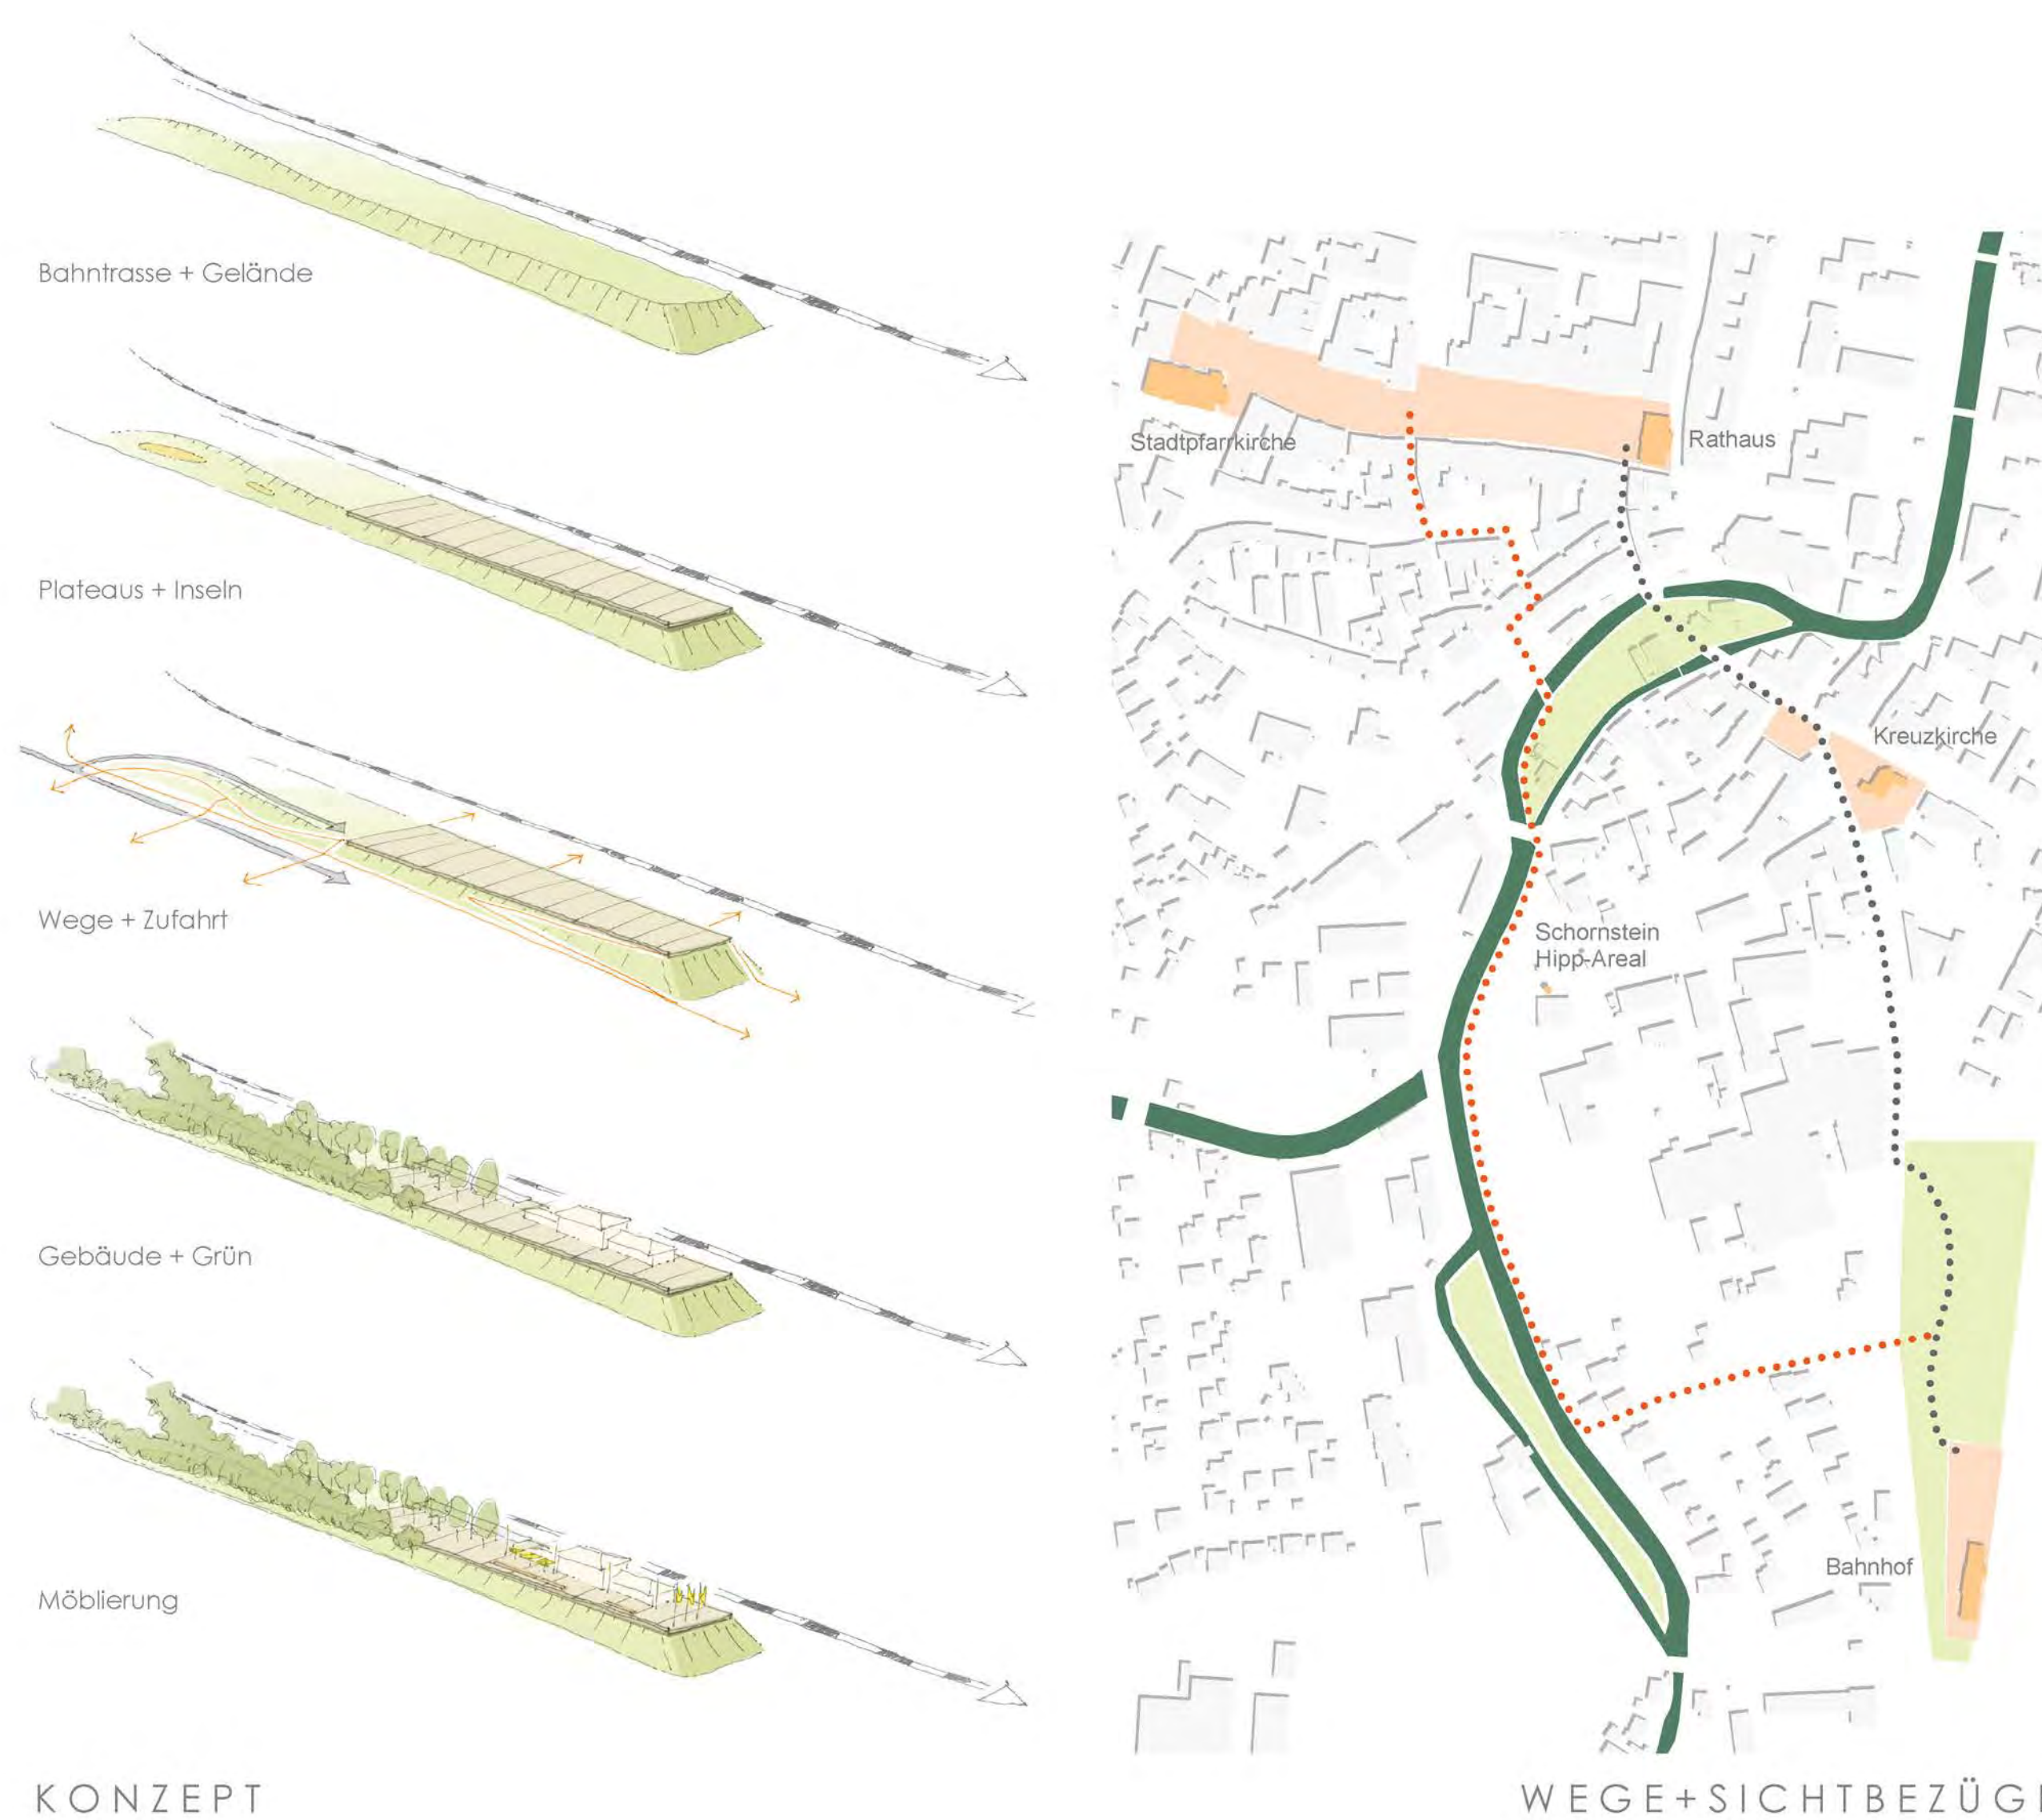 Bahntrasse + Gelände
Plateaus + Inseln
Wege + Zufahrt
Gebäude + Grün
Möblierung
KONZEPT
Stadtpfarrkirche
Rathaus
Kreuzkirche
Schornstein
Hipp-Areal
Bahnhof
WEGE+SICHTBEZÜG